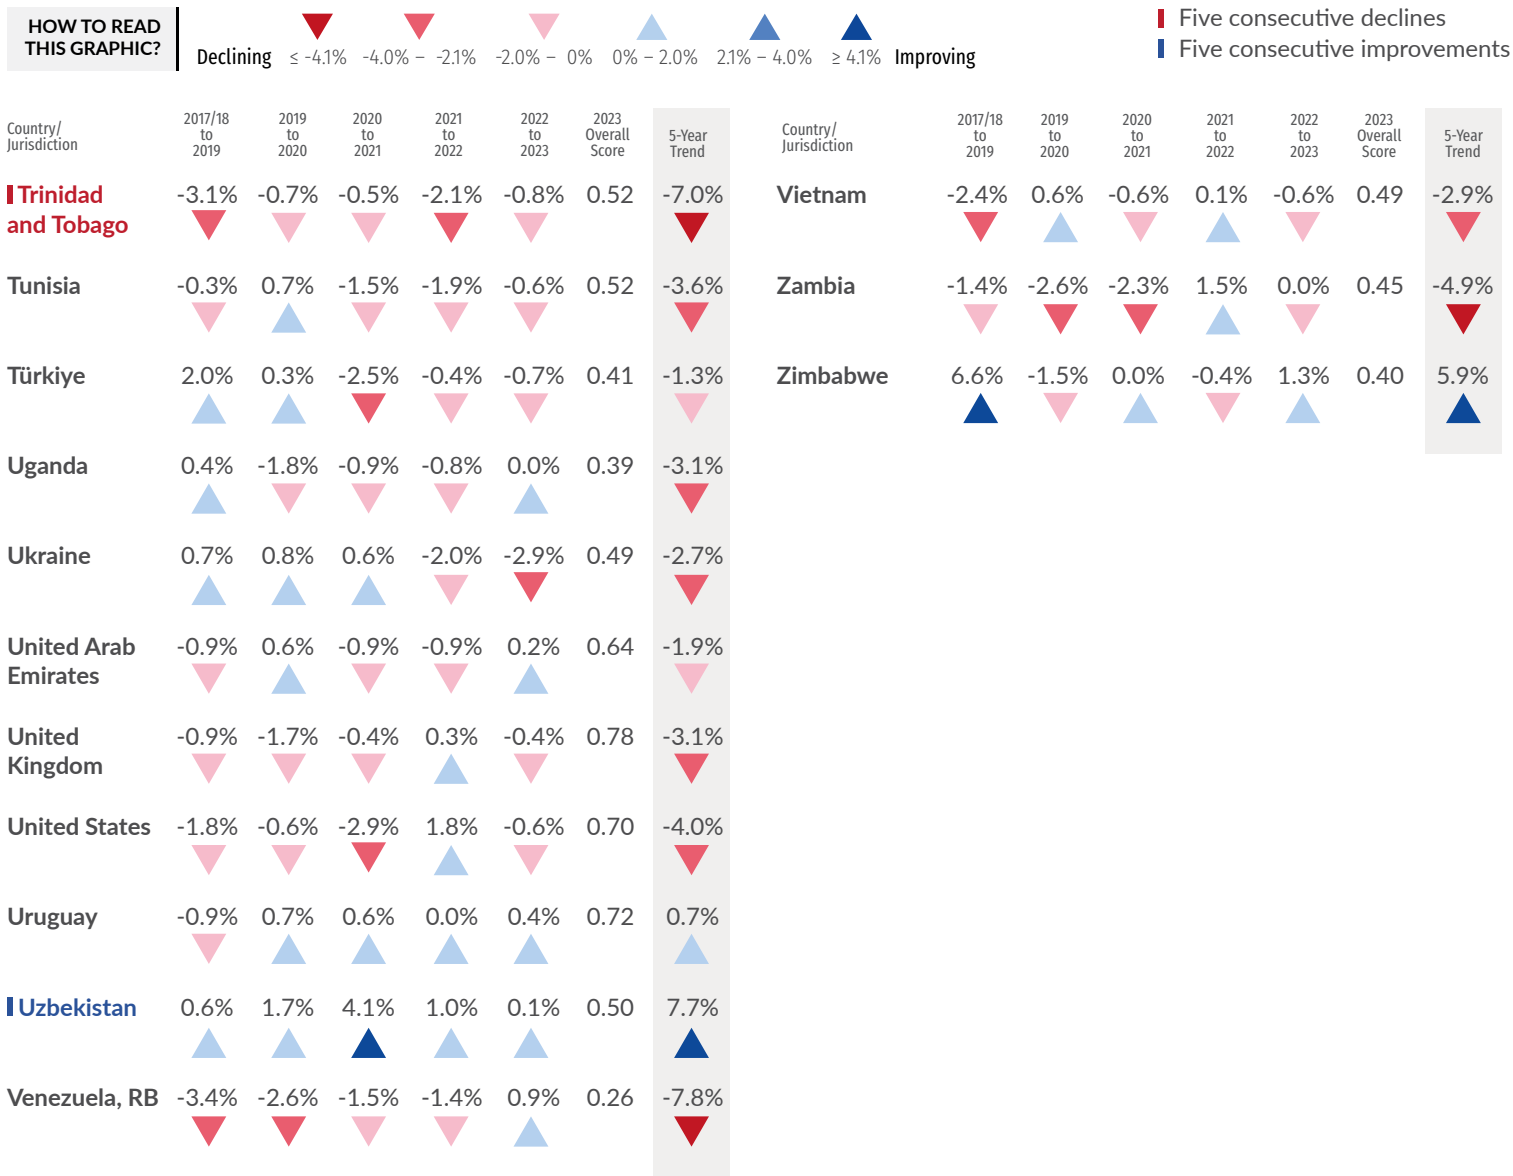 HOW TO READ
THIS GRAPHIC?
Declining ≤ -4.1% -4.0% – -2.1% -2.0% – 0% 0% – 2.0% 2.1% – 4.0% ≥ 4.1% Improving
Five consecutive declines
Five consecutive improvements
Country/
Jurisdiction
2017/18
to
2019
2019
to
2020
2020
to
2021
2021
to
2022
2022
to
2023
2023
Overall
Score
5-Year
Trend
Trinidad
and Tobago
-3.1% -0.7% -0.5% -2.1% -0.8% 0.52 -7.0%
Tunisia -0.3% 0.7% -1.5% -1.9% -0.6% 0.52 -3.6%
Türkiye 2.0% 0.3% -2.5% -0.4% -0.7% 0.41 -1.3%
Uganda 0.4% -1.8% -0.9% -0.8% 0.0% 0.39 -3.1%
Ukraine 0.7% 0.8% 0.6% -2.0% -2.9% 0.49 -2.7%
United Arab
Emirates
-0.9% 0.6% -0.9% -0.9% 0.2% 0.64 -1.9%
United
Kingdom
-0.9% -1.7% -0.4% 0.3% -0.4% 0.78 -3.1%
United States -1.8% -0.6% -2.9% 1.8% -0.6% 0.70 -4.0%
Uruguay -0.9% 0.7% 0.6% 0.0% 0.4% 0.72 0.7%
Uzbekistan 0.6% 1.7% 4.1% 1.0% 0.1% 0.50 7.7%
Venezuela, RB -3.4% -2.6% -1.5% -1.4% 0.9% 0.26 -7.8%
Country/
Jurisdiction
2017/18
to
2019
2019
to
2020
2020
to
2021
2021
to
2022
2022
to
2023
2023
Overall
Score
5-Year
Trend
Vietnam -2.4% 0.6% -0.6% 0.1% -0.6% 0.49 -2.9%
Zambia -1.4% -2.6% -2.3% 1.5% 0.0% 0.45 -4.9%
Zimbabwe 6.6% -1.5% 0.0% -0.4% 1.3% 0.40 5.9%